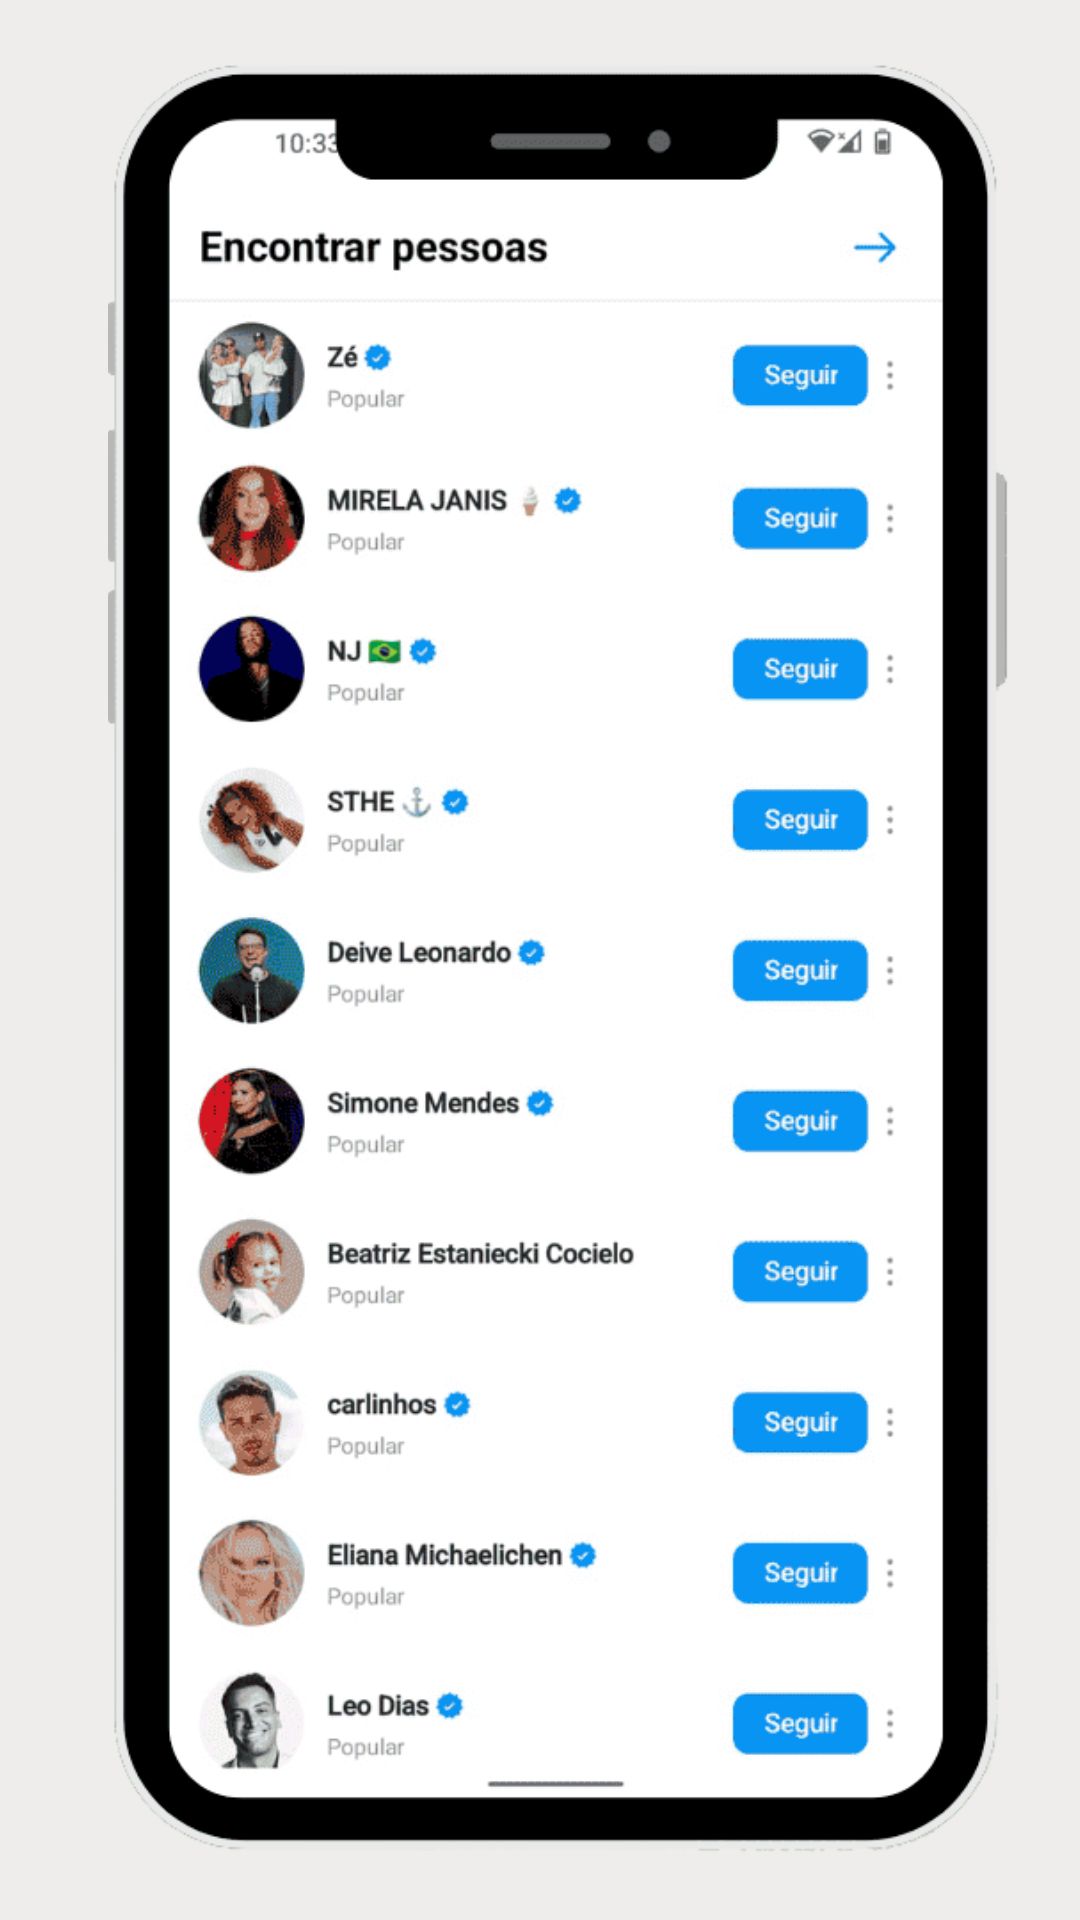 10:33
Encontrar pessoas
Zé
Popular
Seguir
MIRELA JANIS 🍦
Popular
Seguir
NJ 🇧🇷
Popular
Seguir
STHE ⚓
Popular
Seguir
Deive Leonardo
Popular
Seguir
Simone Mendes
Popular
Seguir
Beatriz Estaniecki Cocielo
Popular
Seguir
carlinhos
Popular
Seguir
Eliana Michaelichen
Popular
Seguir
Leo Dias
Popular
Seguir